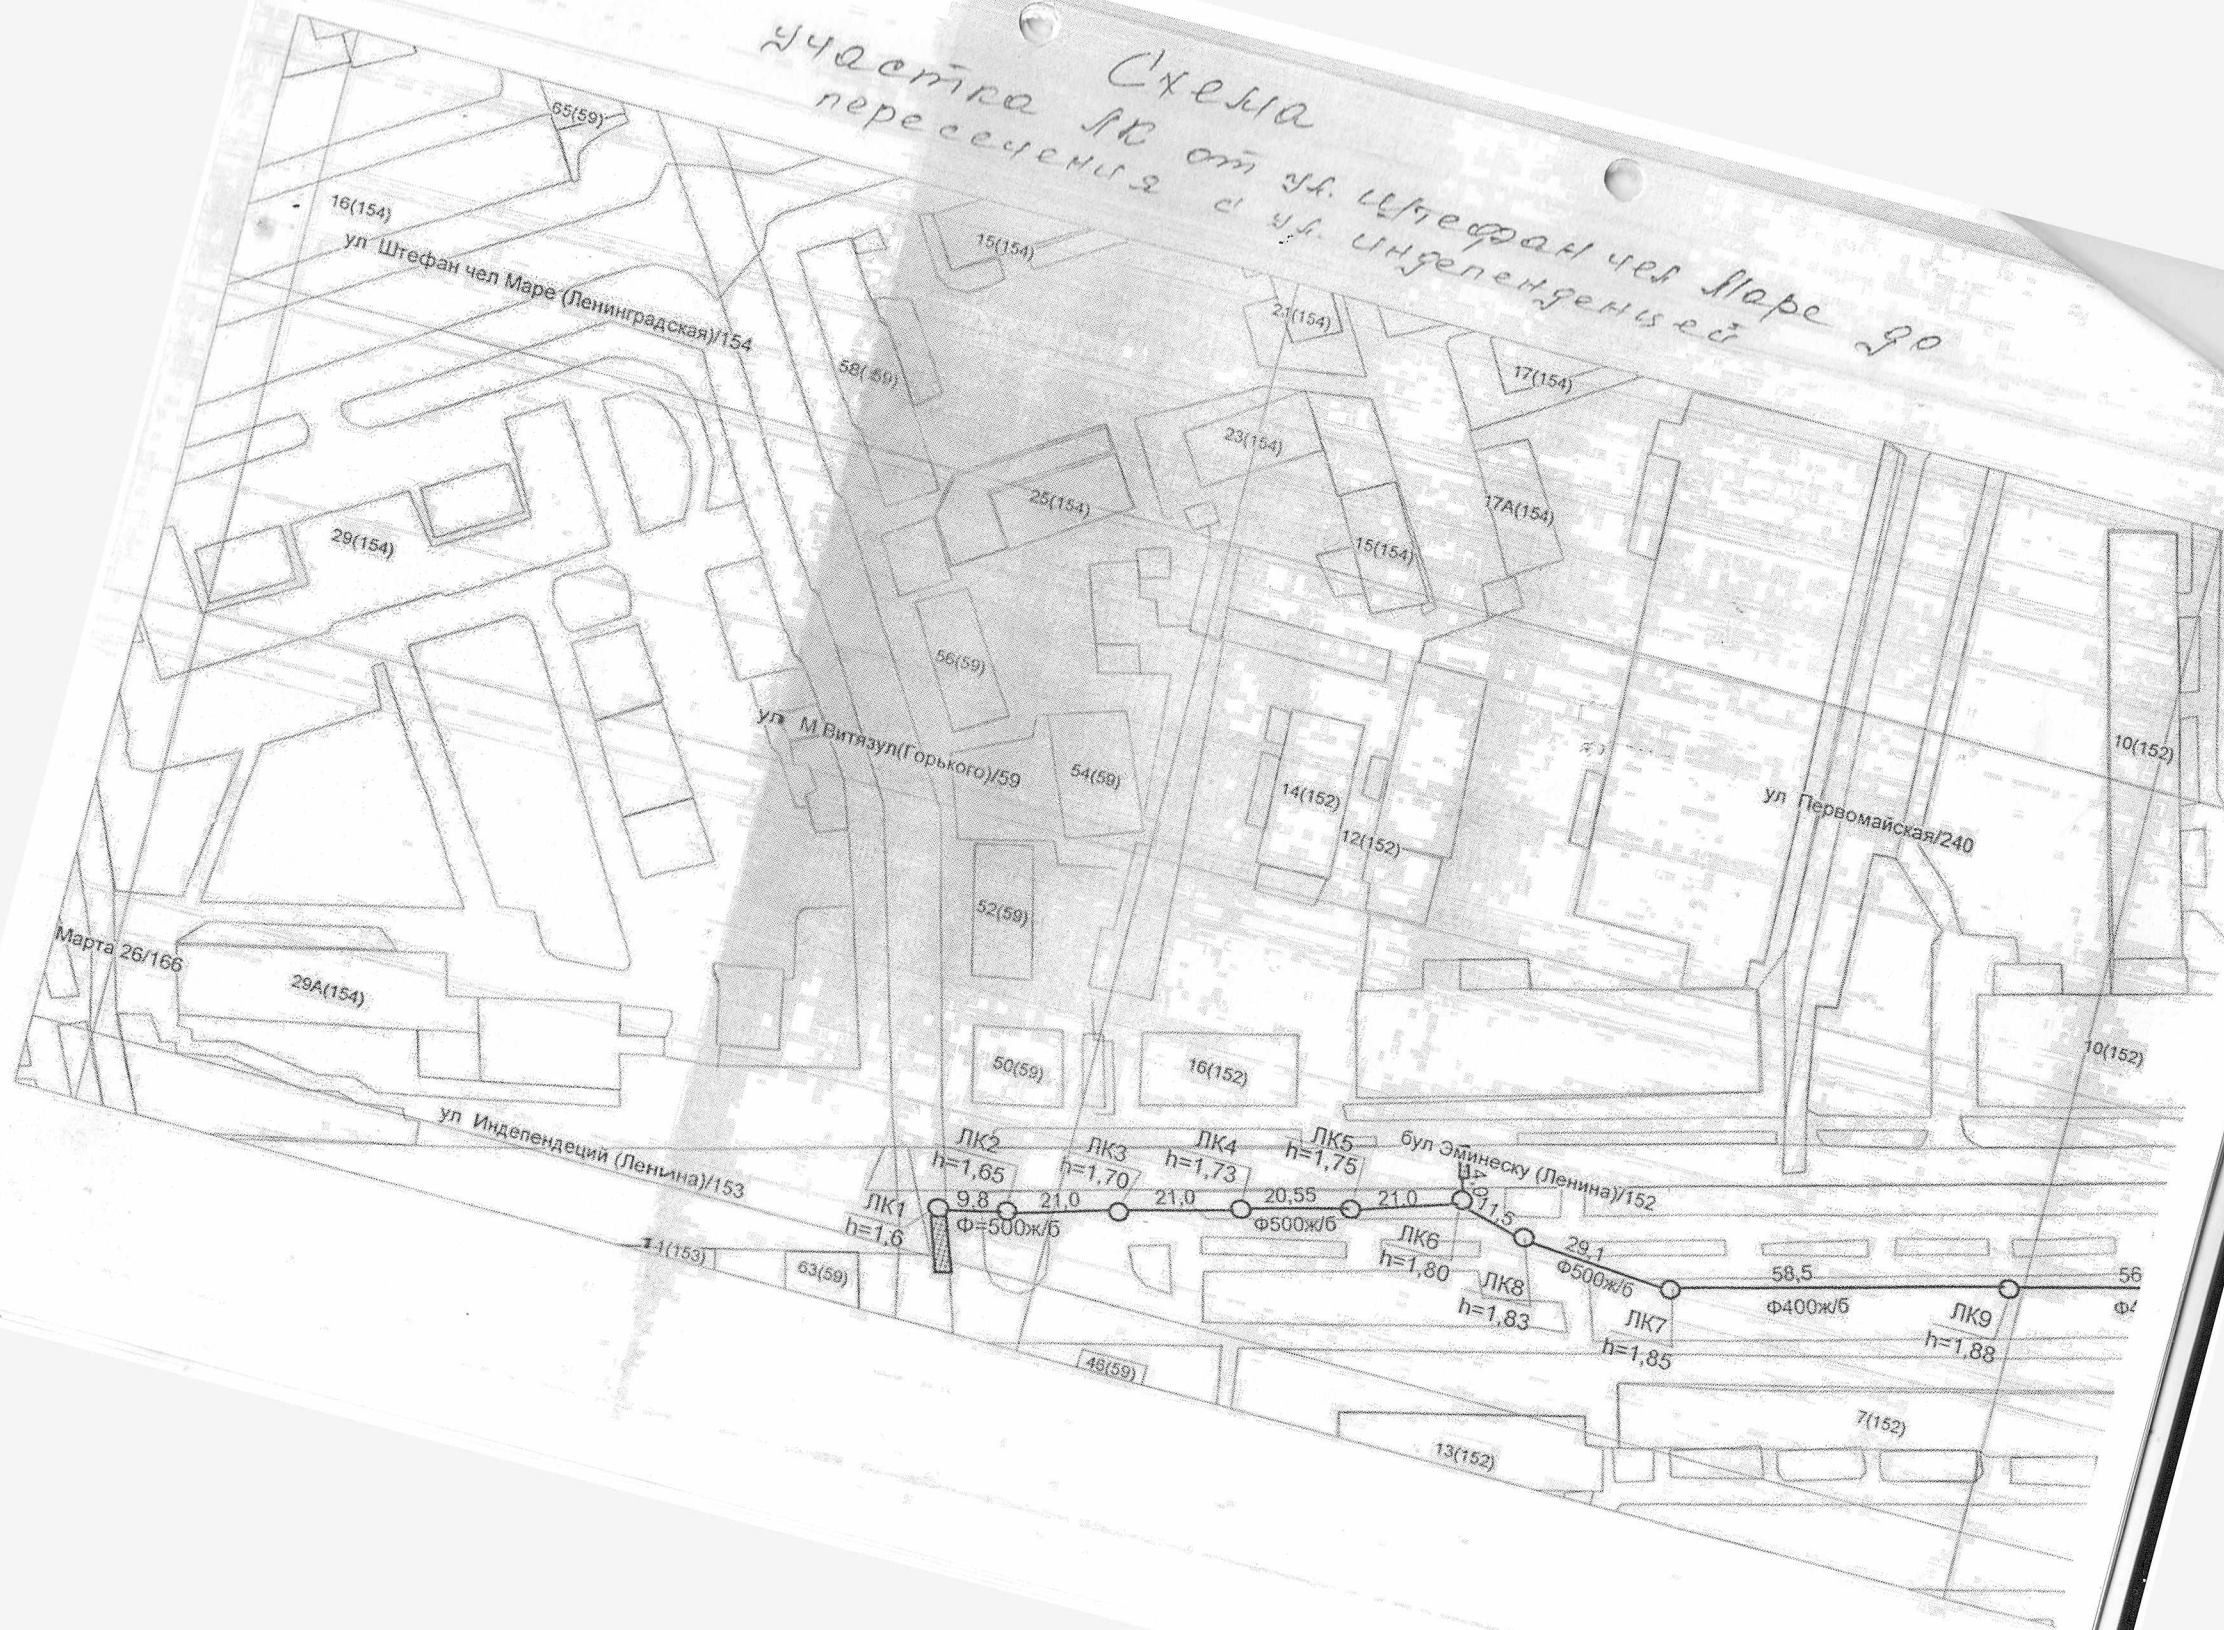 Схема
участка ЛК от ул. Штефан чел Маре до
пересечения с ул. Индепенденцей
65(59)
16(154)
ул Штефан чел Маре (Ленинградская)/154
15(154)
21(154)
17(154)
58(59)
23(154)
25(154)
17А(154)
15(154)
29(154)
56(59)
ул М Витязул(Горького)/59
54(59)
14(152)
12(152)
ул Первомайская/240
10(152)
52(59)
Марта 26/166
29А(154)
50(59)
16(152)
10(152)
ул Индепендеций (Ленина)/153
бул Эминеску (Ленина)/152
ЛК1
h=1,6
ЛК2
h=1,65
ЛК3
h=1,70
ЛК4
h=1,73
ЛК5
h=1,75
9,8
21,0
21,0
20,55
21,0
4,0
11,5
29,1
58,5
56
Ф=500ж/б
Ф500ж/б
Ф500ж/б
Ф400ж/б
Ф4
ЛК6
h=1,80
ЛК8
h=1,83
ЛК7
h=1,85
ЛК9
h=1,88
63(59)
46(59)
13(152)
7(152)